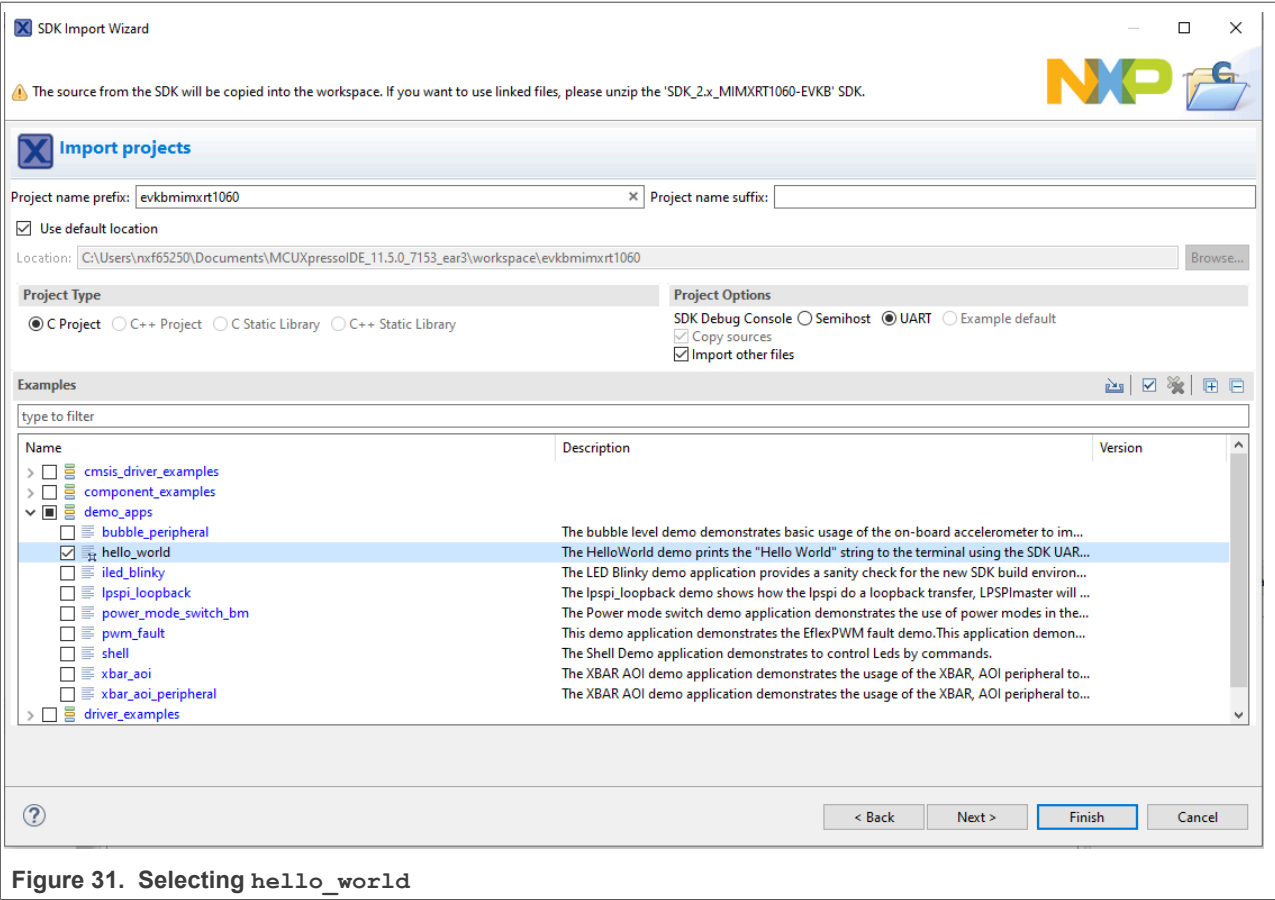 SDK Import Wizard
The source from the SDK will be copied into the workspace. If you want to use linked files, please unzip the 'SDK_2.x_MIMXRT1060-EVKB' SDK.
NXP
Import projects
Project name prefix: evkbmimxrt1060 Project name suffix:
Use default location
Location: C:\Users\nxf65250\Documents\MCUXpressoIDE_11.5.0_7153_ear3\workspace\evkbmimxrt1060 Browse...
Project Type Project Options
C Project C++ Project C Static Library C++ Static Library SDK Debug Console Semihost UART Example default
Copy sources
Import other files
Examples
type to filter
Name Description Version
cmsis_driver_examples
component_examples
demo_apps
bubble_peripheral The bubble level demo demonstrates basic usage of the on-board accelerometer to im...
hello_world The HelloWorld demo prints the "Hello World" string to the terminal using the SDK UAR...
iled_blinky The LED Blinky demo application provides a sanity check for the new SDK build environ...
lpspi_loopback The lpspi_loopback demo shows how the lpspi do a loopback transfer, LPSPImaster will ...
power_mode_switch_bm The Power mode switch demo application demonstrates the use of power modes in the...
pwm_fault This demo application demonstrates the EflexPWM fault demo.This application demon...
shell The Shell Demo application demonstrates to control Leds by commands.
xbar_aoi The XBAR AOI demo application demonstrates the usage of the XBAR, AOI peripheral to...
xbar_aoi_peripheral The XBAR AOI demo application demonstrates the usage of the XBAR, AOI peripheral to...
driver_examples
< Back Next > Finish Cancel
Figure 31. Selecting hello_world